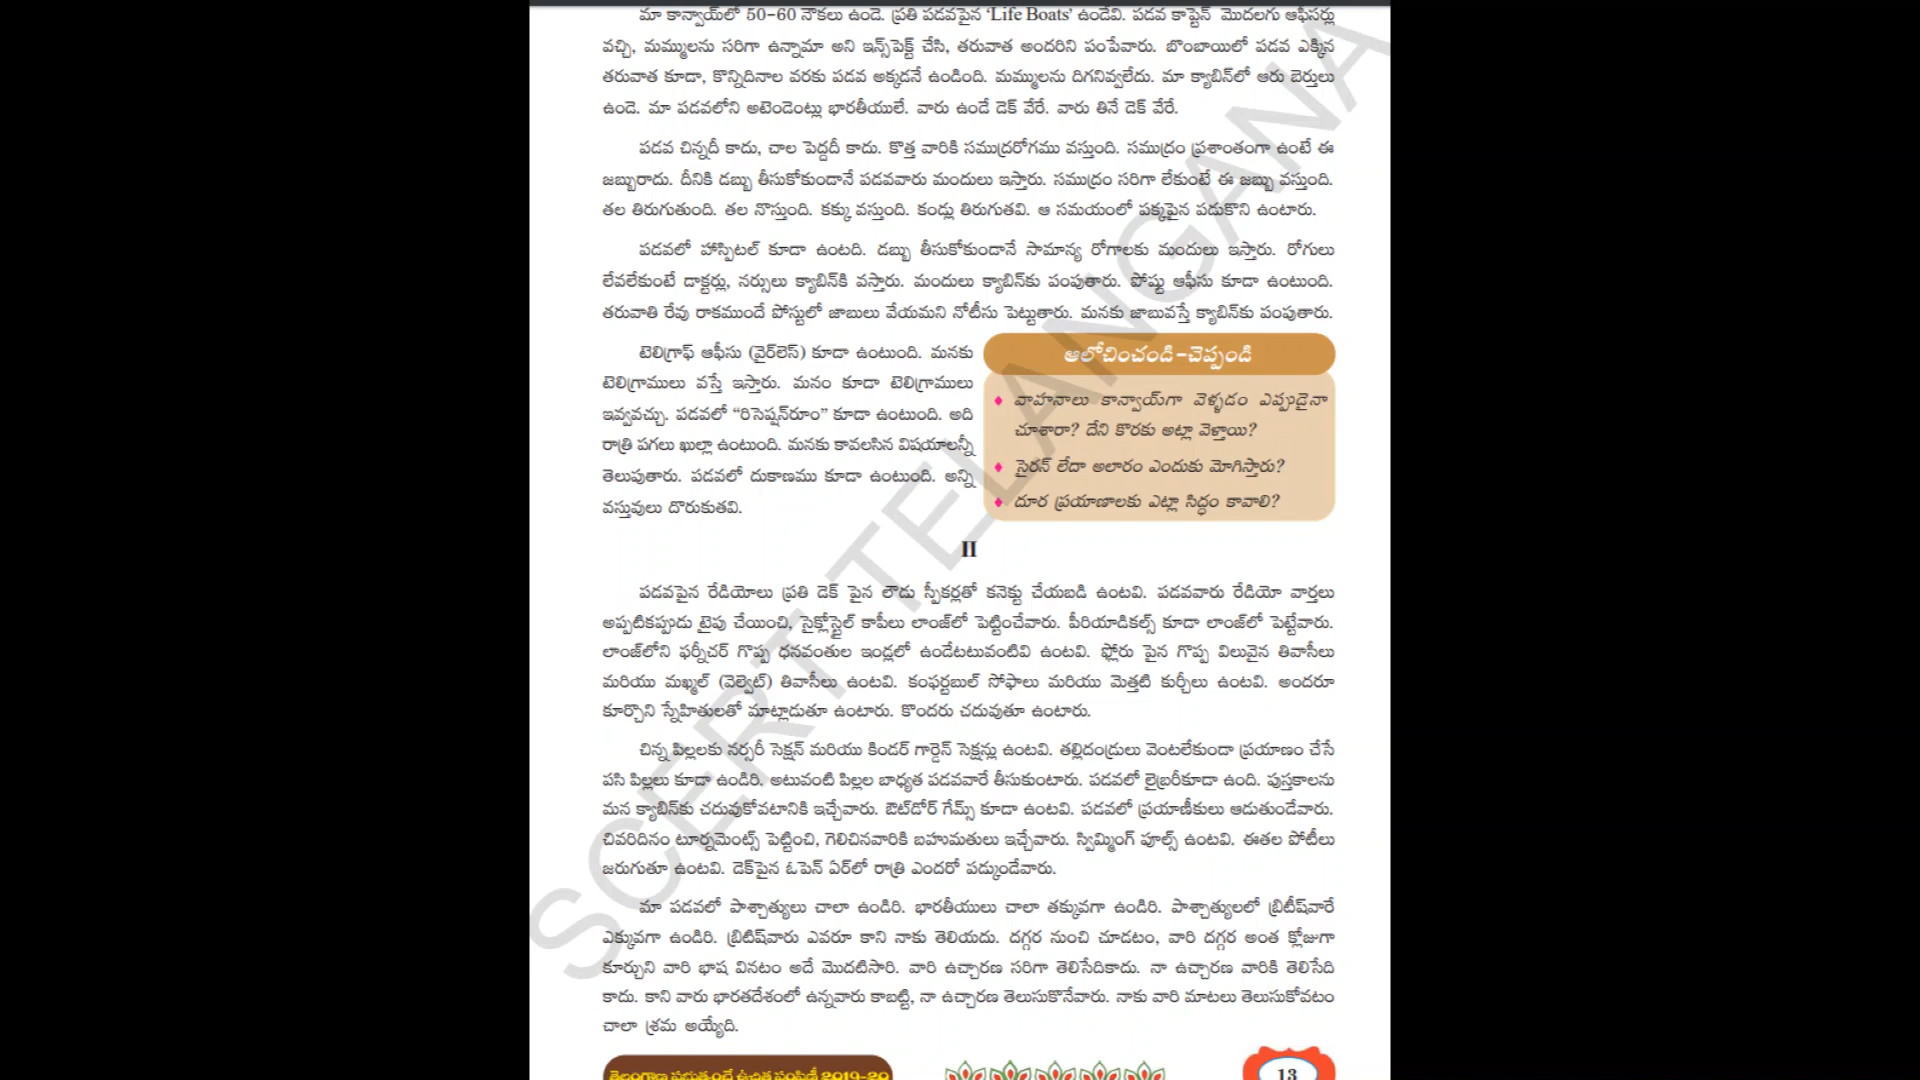 మా కాన్వాయ్‌లో 50-60 నౌకలు ఉండె. ప్రతి పడవపైన ‘Life Boats’ ఉండేవి. పడవ కాప్టెన్ మొదలగు ఆఫీసర్లు
వచ్చి, మమ్ములను సరిగా ఉన్నామా అని ఇన్స్‌పెక్ట్ చేసి, తరువాత అందరిని పంపేవారు. బొంబాయిలో పడవ ఎక్కిన
తరువాత కూడా, కొన్నిదినాల వరకు పడవ అక్కడనే ఉండింది. మమ్ములను దిగనివ్వలేదు. మా క్యాబిన్‌లో ఆరు బెర్తులు
ఉండె. మా పడవలోని అటెండెంట్లు భారతీయులే. వారు ఉండే డెక్ వేరే. వారు తినే డెక్ వేరే.
పడవ చిన్నదీ కాదు, చాల పెద్దదీ కాదు. కొత్త వారికి సముద్రరోగము వస్తుంది. సముద్రం ప్రశాంతంగా ఉంటే ఈ
జబ్బురాదు. దీనికి డబ్బు తీసుకోకుండానే పడవవారు మందులు ఇస్తారు. సముద్రం సరిగా లేకుంటే ఈ జబ్బు వస్తుంది.
తల తిరుగుతుంది. తల నొస్తుంది. కక్కు వస్తుంది. కండ్లు తిరుగుతవి. ఆ సమయంలో పక్కపైన పడుకొని ఉంటారు.
పడవలో హాస్పిటల్ కూడా ఉంటది. డబ్బు తీసుకోకుండానే సామాన్య రోగాలకు మందులు ఇస్తారు. రోగులు
లేవలేకుంటే డాక్టర్లు, నర్సులు క్యాబిన్‌కి వస్తారు. మందులు క్యాబిన్‌కు పంపుతారు. పోష్టు ఆఫీసు కూడా ఉంటుంది.
తరువాతి రేవు రాకముందే పోస్టులో జాబులు వేయమని నోటీసు పెట్టుతారు. మనకు జాబువస్తే క్యాబిన్‌కు పంపుతారు.
టెలిగ్రాఫ్ ఆఫీసు (వైర్‌లెస్) కూడా ఉంటుంది. మనకు
టెలిగ్రాములు వస్తే ఇస్తారు. మనం కూడా టెలిగ్రాములు
ఇవ్వవచ్చు. పడవలో “రిసెప్షన్‌రూం” కూడా ఉంటుంది. అది
రాత్రి పగలు ఖుల్లా ఉంటుంది. మనకు కావలసిన విషయాలన్నీ
తెలుపుతారు. పడవలో దుకాణము కూడా ఉంటుంది. అన్ని
వస్తువులు దొరుకుతవి.
ఆలోచించండి-చెప్పండి
♦ వాహనాలు కాన్వాయ్‌గా వెళ్ళడం ఎప్పుడైనా
చూశారా? దేని కొరకు అట్లా వెళ్తాయి?
♦ సైరన్ లేదా అలారం ఎందుకు మోగిస్తారు?
♦ దూర ప్రయాణాలకు ఎట్లా సిద్ధం కావాలి?
II
పడవపైన రేడియోలు ప్రతి డెక్ పైన లౌడు స్పీకర్లతో కనెక్టు చేయబడి ఉంటవి. పడవవారు రేడియో వార్తలు
అప్పటికప్పుడు టైపు చేయించి, సైక్లోస్టైల్ కాపీలు లాంజ్‌లో పెట్టించేవారు. పీరియాడికల్స్ కూడా లాంజ్‌లో పెట్టేవారు.
లాంజ్‌లోని ఫర్నీచర్ గొప్ప ధనవంతుల ఇండ్లలో ఉండేటటువంటివి ఉంటవి. ఫ్లోరు పైన గొప్ప విలువైన తివాసీలు
మరియు మఖ్మల్ (వెల్వెట్) తివాసీలు ఉంటవి. కంఫర్టబుల్ సోఫాలు మరియు మెత్తటి కుర్చీలు ఉంటవి. అందరూ
కూర్చొని స్నేహితులతో మాట్లాడుతూ ఉంటారు. కొందరు చదువుతూ ఉంటారు.
చిన్న పిల్లలకు నర్సరీ సెక్షన్ మరియు కిండర్ గార్డెన్ సెక్షన్లు ఉంటవి. తల్లిదండ్రులు వెంటలేకుండా ప్రయాణం చేసే
పసి పిల్లలు కూడా ఉండిరి. అటువంటి పిల్లల బాధ్యత పడవవారే తీసుకుంటారు. పడవలో లైబ్రరీకూడా ఉంది. పుస్తకాలను
మన క్యాబిన్‌కు చదువుకోవటానికి ఇచ్చేవారు. ఔట్‌డోర్ గేమ్స్ కూడా ఉంటవి. పడవలో ప్రయాణీకులు ఆడుతుండేవారు.
చివరిదినం టూర్నమెంట్స్ పెట్టించి, గెలిచినవారికి బహుమతులు ఇచ్చేవారు. స్విమ్మింగ్ పూల్స్ ఉంటవి. ఈతల పోటీలు
జరుగుతూ ఉంటవి. డెక్‌పైన ఓపెన్ ఏర్‌లో రాత్రి ఎందరో పడ్కుండేవారు.
మా పడవలో పాశ్చాత్యులు చాలా ఉండిరి. భారతీయులు చాలా తక్కువగా ఉండిరి. పాశ్చాత్యులలో బ్రిటీష్‌వారే
ఎక్కువగా ఉండిరి. బ్రిటిష్‌వారు ఎవరూ కాని నాకు తెలియదు. దగ్గర నుంచి చూడటం, వారి దగ్గర అంత క్లోజుగా
కూర్చుని వారి భాష వినటం అదే మొదటిసారి. వారి ఉచ్చారణ సరిగా తెలిసేదికాదు. నా ఉచ్చారణ వారికి తెలిసేది
కాదు. కాని వారు భారతదేశంలో ఉన్నవారు కాబట్టి, నా ఉచ్చారణ తెలుసుకొనేవారు. నాకు వారి మాటలు తెలుసుకోవటం
చాలా శ్రమ అయ్యేది.
తెలంగాణ ప్రభుత్వంచే ఉచిత పంపిణీ 2019-20
13
SCERT TELANGANA